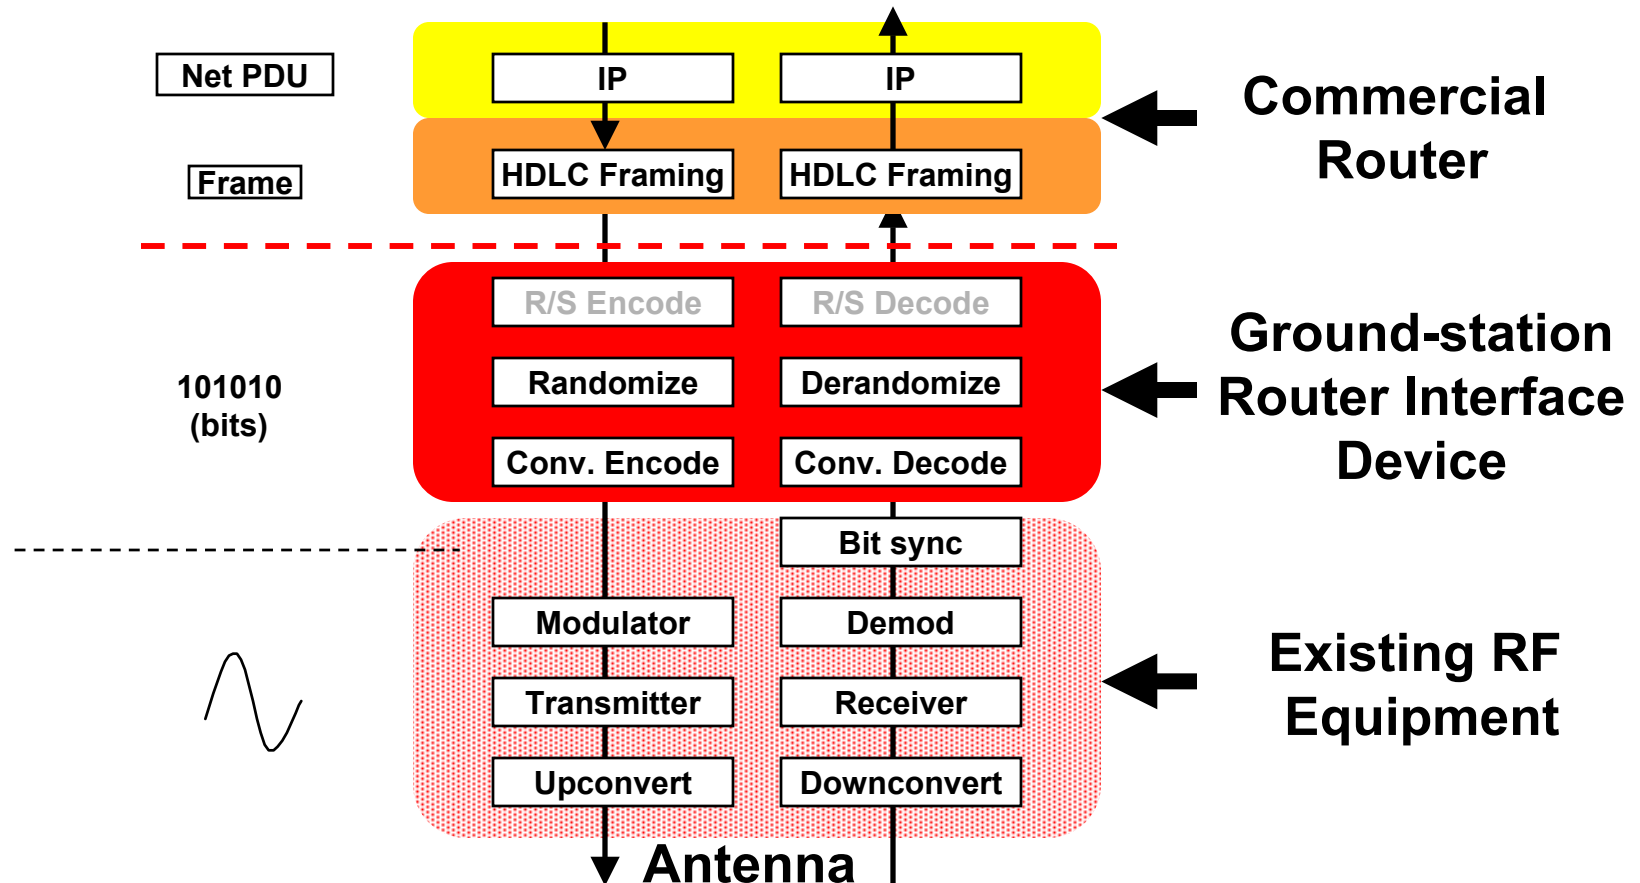 Net PDU
IP
IP
Commercial
Router
Frame
HDLC Framing
HDLC Framing
R/S Encode
R/S Decode
Ground-station
Router Interface
Device
101010
(bits)
Randomize
Derandomize
Conv. Encode
Conv. Decode
Bit sync
Modulator
Demod
Existing RF
Equipment
Transmitter
Receiver
Upconvert
Downconvert
Antenna